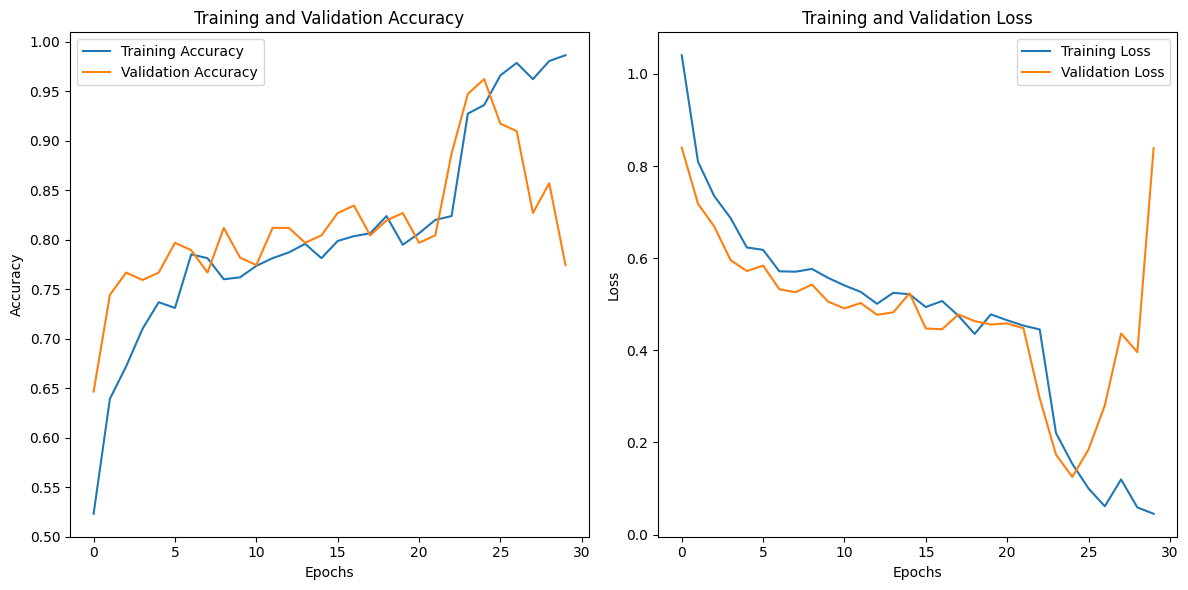 Training and Validation Accuracy
Training Accuracy
Validation Accuracy
1.00
0.95
0.90
0.85
0.80
0.75
0.70
0.65
0.60
0.55
0.50
Accuracy
0 5 10 15 20 25 30
Epochs
Training and Validation Loss
Training Loss
Validation Loss
1.0
0.8
0.6
0.4
0.2
0.0
Loss
0 5 10 15 20 25 30
Epochs